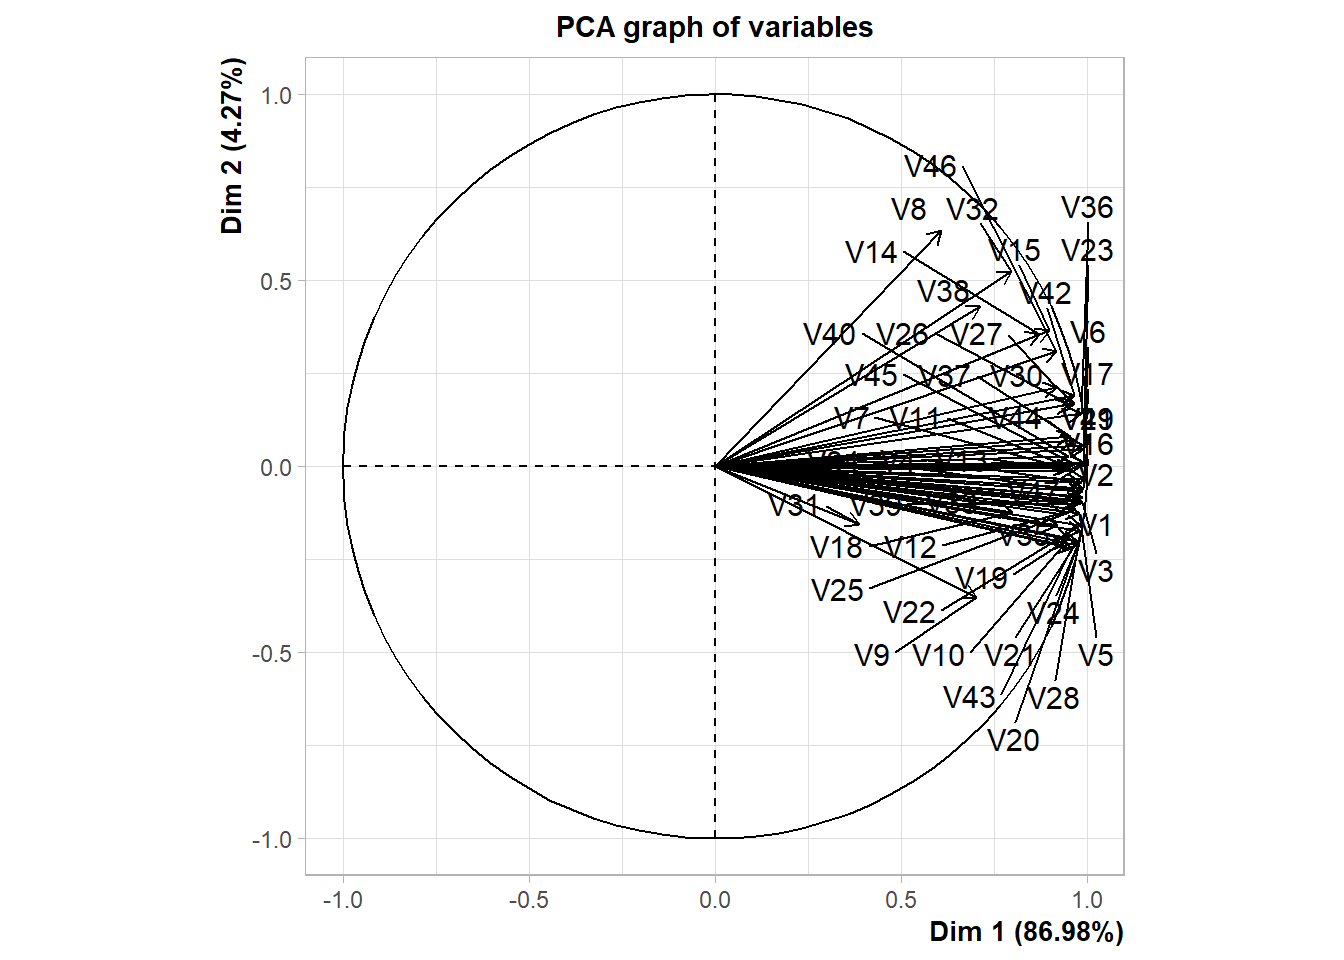 PCA graph of variables
Dim 2 (4.27%)
1.0
0.5
0.0
-0.5
-1.0
V46
V8 V32 V36
V14 V15 V23
V38 V42
V40 V26 V27 V6
V45 V37 V30 V17
V7 V11 V44
V16
V2
V31 V39 V1
V18 V12
V25 V19 V3
V22 V24
V9 V10 V21 V5
V43 V28
V20
-1.0 -0.5 0.0 0.5 1.0
Dim 1 (86.98%)